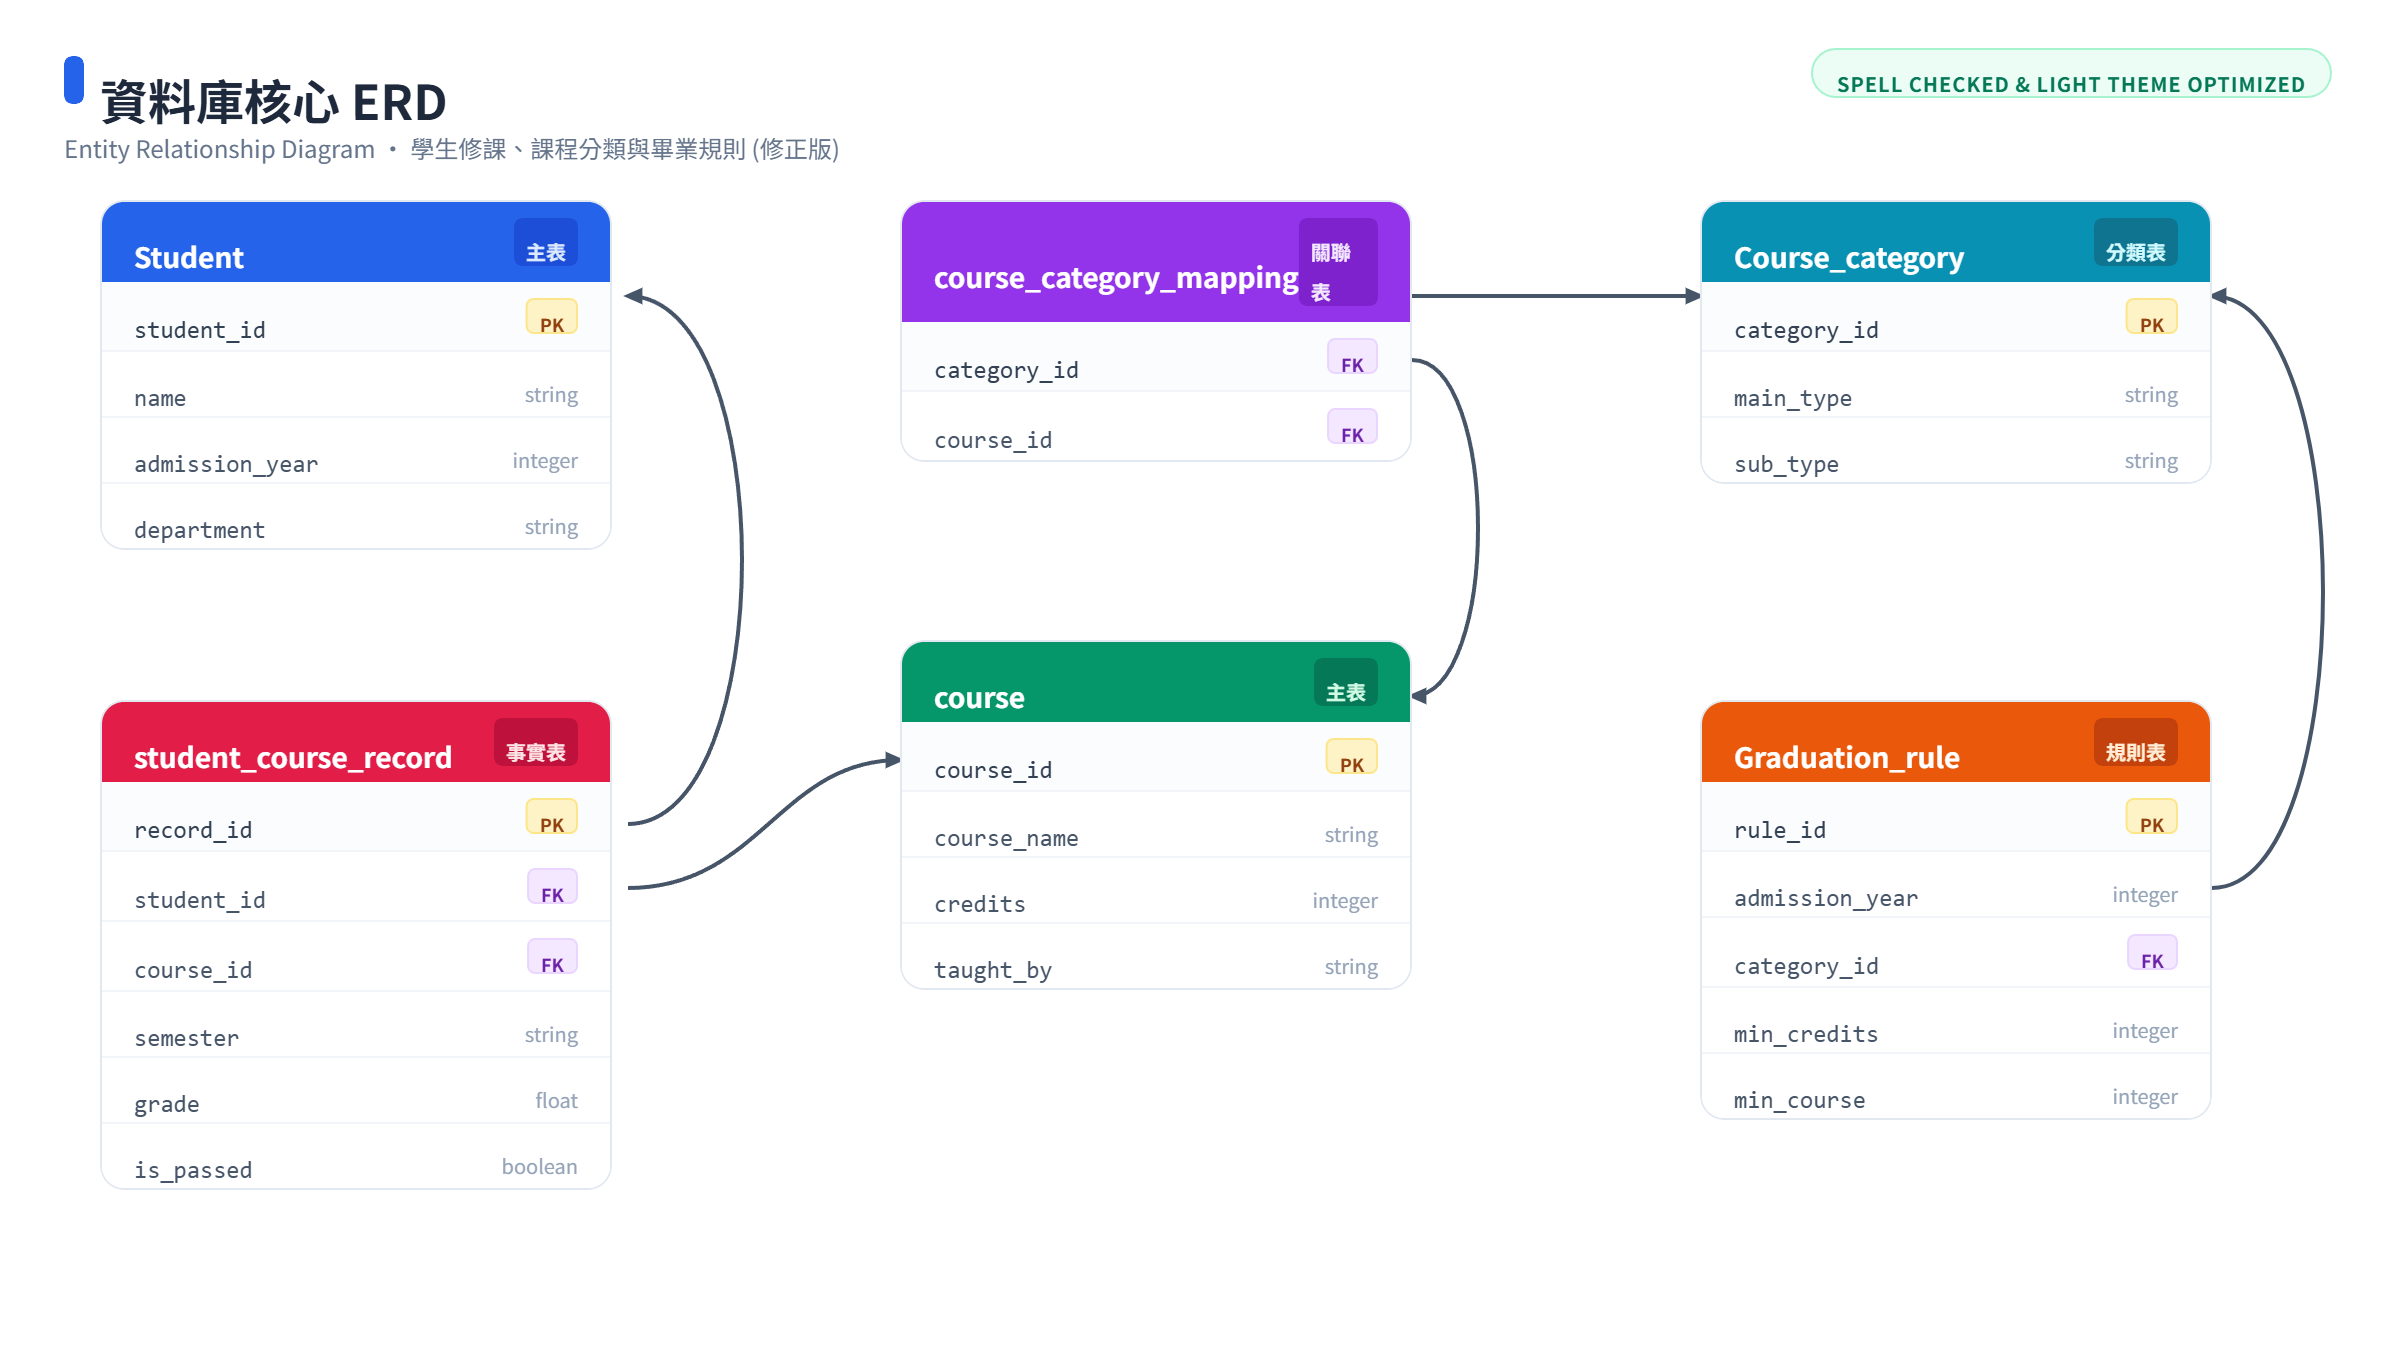 資料庫核心 ERD
SPELL CHECKED & LIGHT THEME OPTIMIZED
Entity Relationship Diagram ・ 學生修課、課程分類與畢業規則 (修正版)
Student 主表
student_id PK
name string
admission_year integer
department string
course_category_mapping 關聯
表
category_id FK
course_id FK
Course_category 分類表
category_id PK
main_type string
sub_type string
student_course_record 事實表
record_id PK
student_id FK
course_id FK
semester string
grade float
is_passed boolean
course 主表
course_id PK
course_name string
credits integer
taught_by string
Graduation_rule 規則表
rule_id PK
admission_year integer
category_id FK
min_credits integer
min_course integer